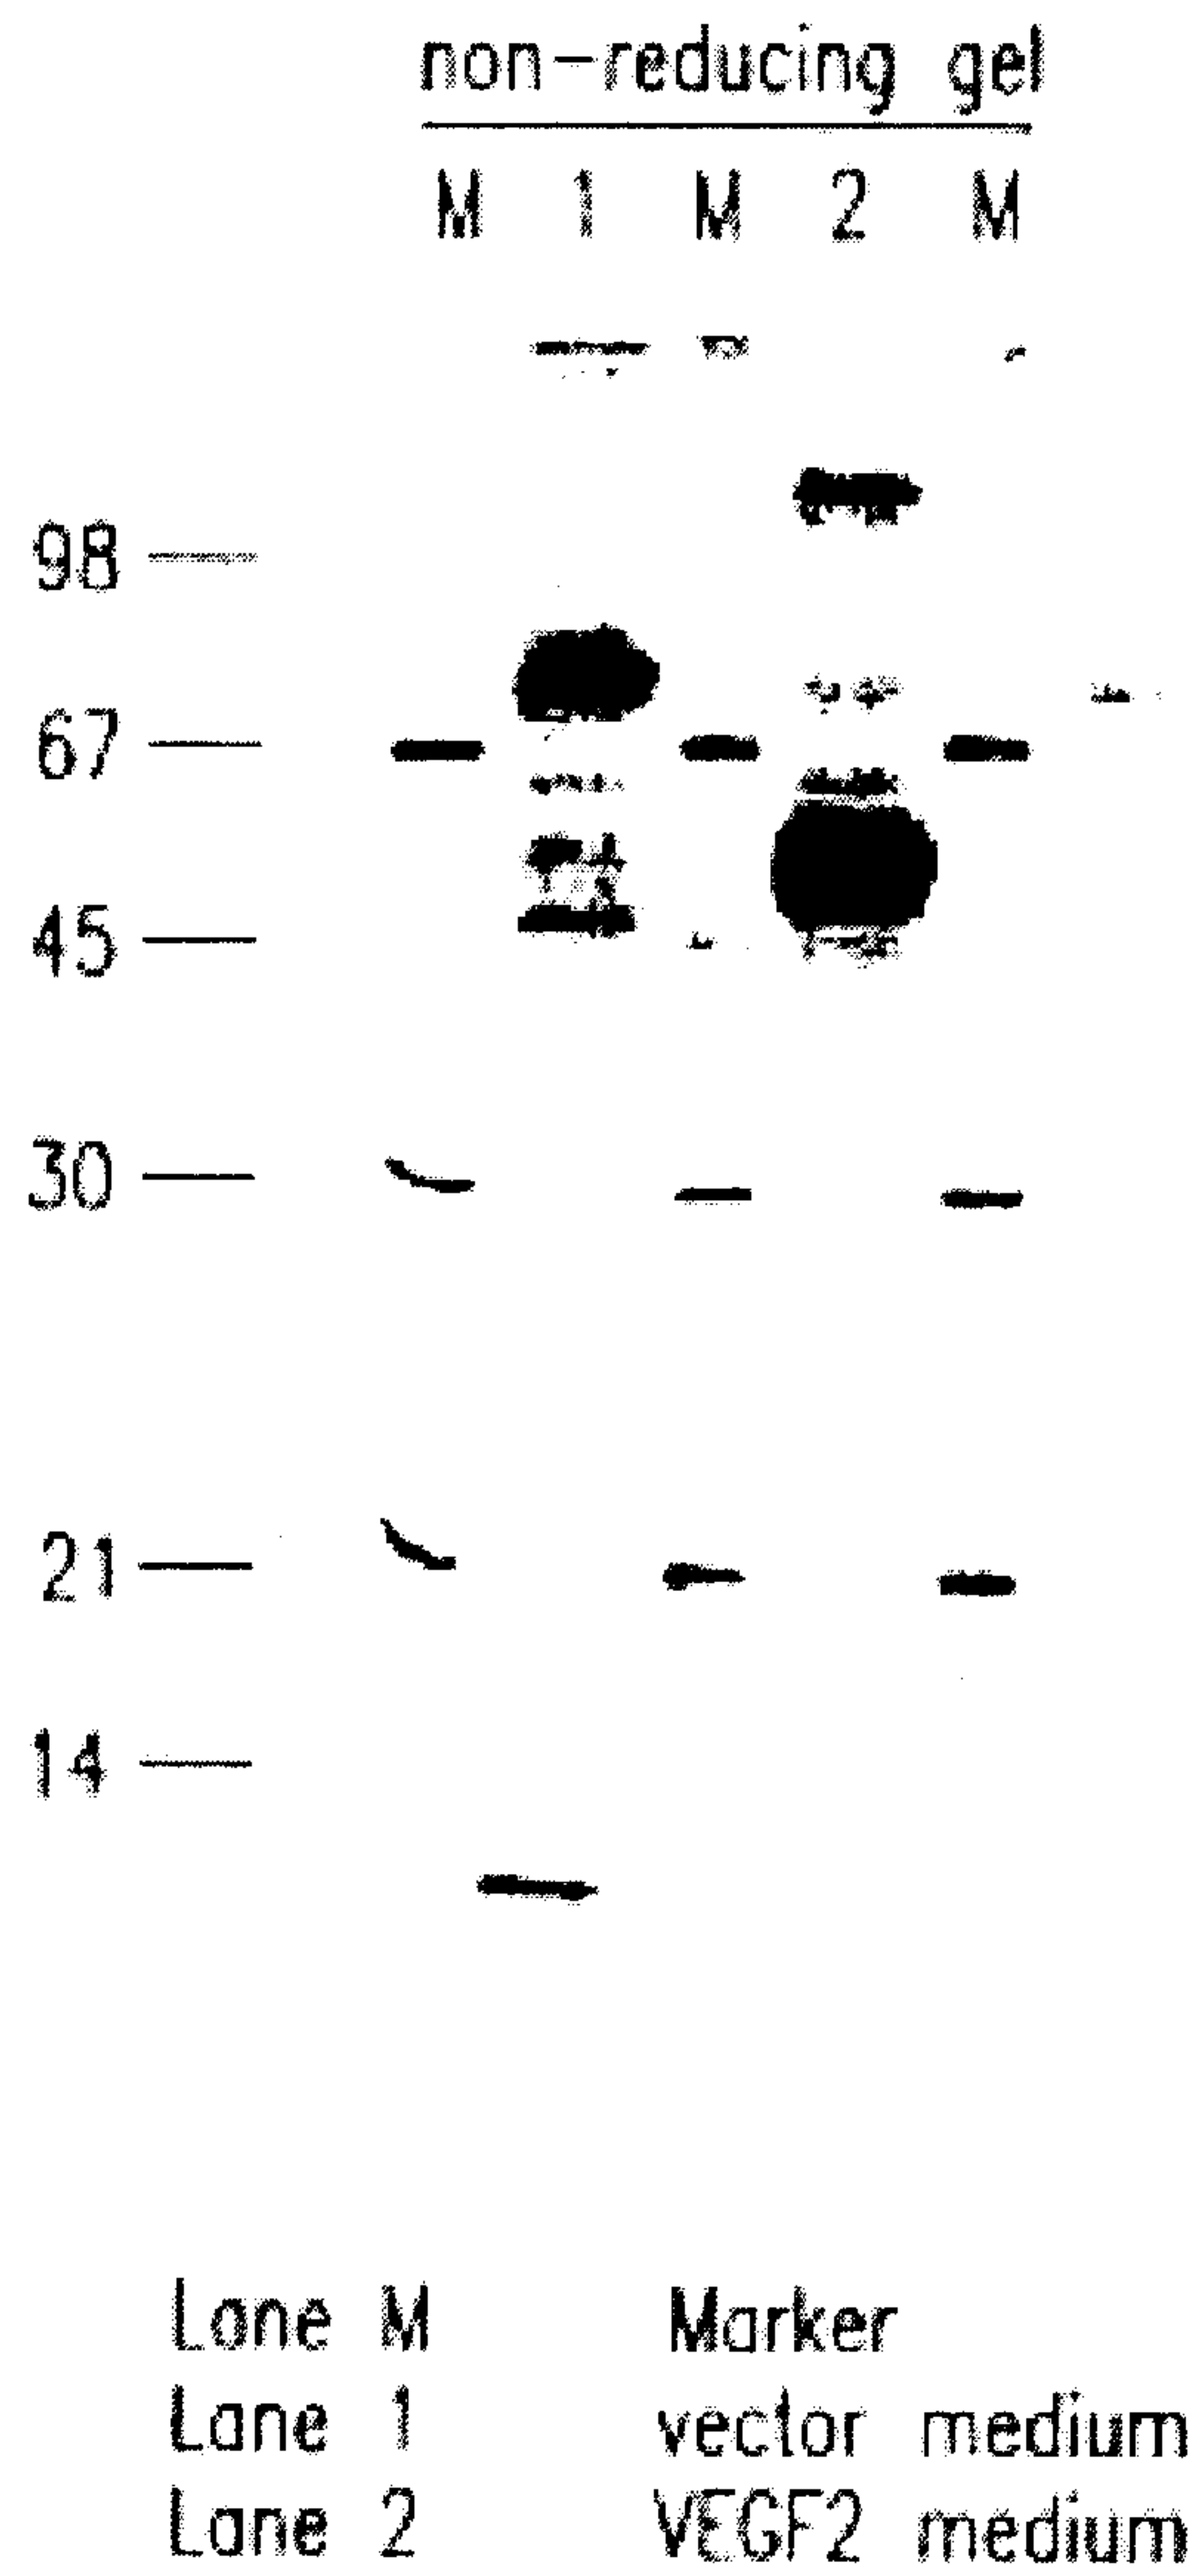 non-reducing gel
M 1 M 2 M
98
67
45
30
21
14
Lane M Marker
Lane 1 vector medium
Lane 2 VEGF2 medium